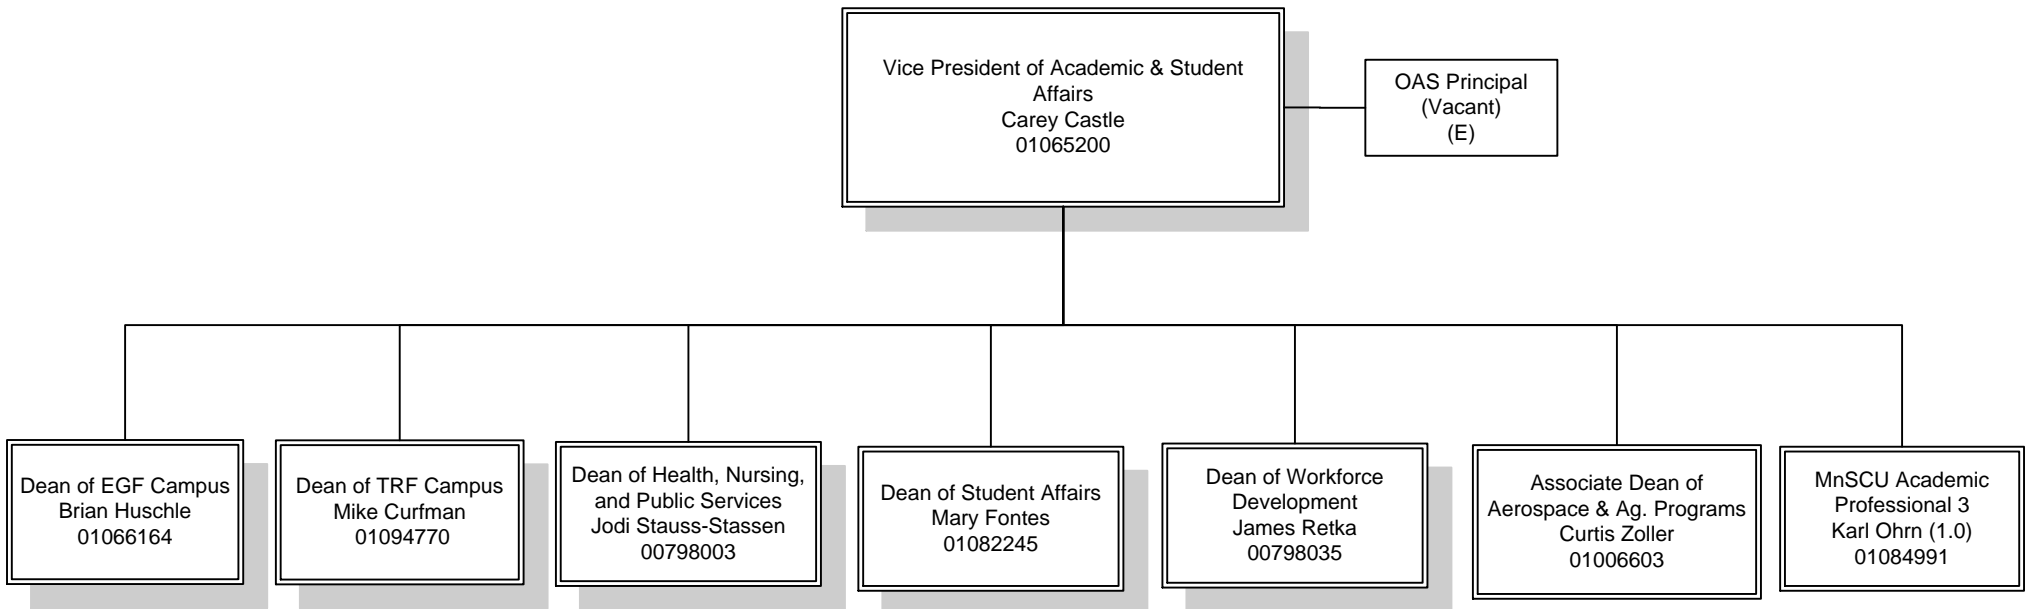 Vice President of Academic & Student
Affairs
Carey Castle
01065200
OAS Principal
(Vacant)
(E)
Dean of EGF Campus
Brian Huschle
01066164
Dean of TRF Campus
Mike Curfman
01094770
Dean of Health, Nursing,
and Public Services
Jodi Stauss-Stassen
00798003
Dean of Student Affairs
Mary Fontes
01082245
Dean of Workforce
Development
James Retka
00798035
Associate Dean of
Aerospace & Ag. Programs
Curtis Zoller
01006603
MnSCU Academic
Professional 3
Karl Ohrn (1.0)
01084991